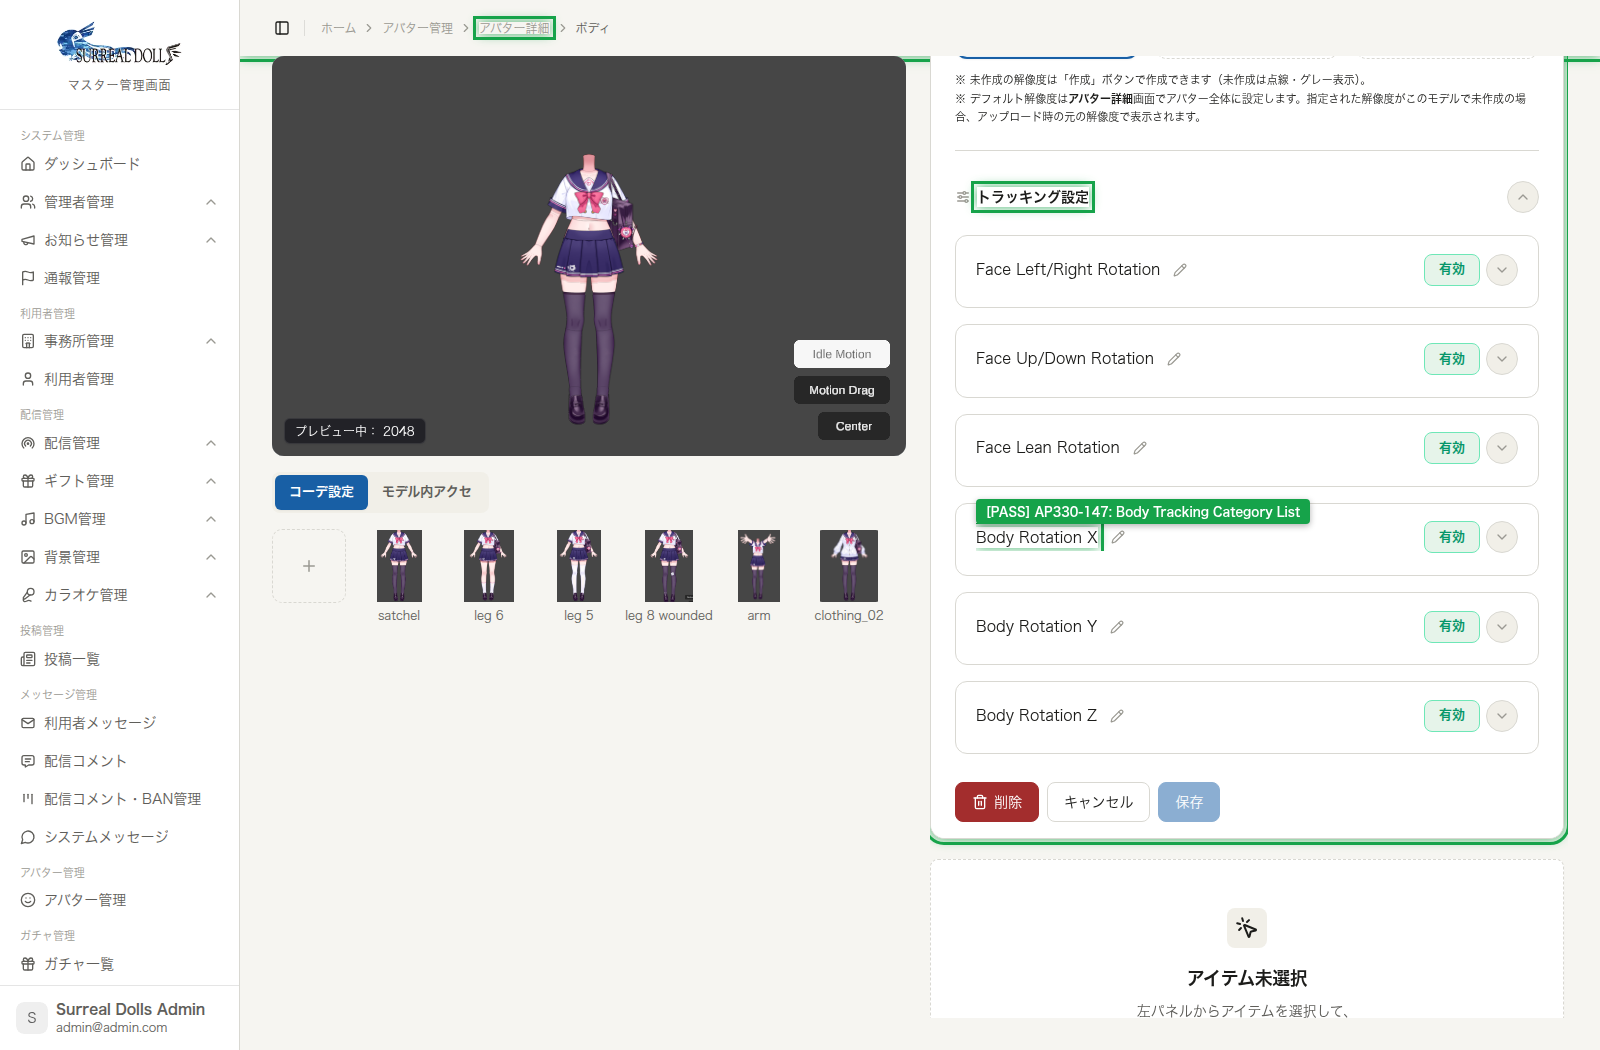 SURREAL DOLLS
マスター管理画面
システム管理
ダッシュボード
管理者管理
お知らせ管理
通報管理
利用者管理
事務所管理
利用者管理
配信管理
配信管理
ギフト管理
BGM管理
背景管理
カラオケ管理
投稿管理
投稿一覧
メッセージ管理
利用者メッセージ
配信コメント
配信コメント・BAN管理
システムメッセージ
アバター管理
アバター管理
ガチャ管理
ガチャ一覧
S
Surreal Dolls Admin
admin@admin.com
ホーム
アバター管理
アバター詳細
ボディ
Idle Motion
Motion Drag
Center
プレビュー中： 2048
コーデ設定
モデル内アクセ
+
satchel
leg 6
leg 5
leg 8 wounded
arm
clothing_02
※ 未作成の解像度は「作成」ボタンで作成できます（未作成は点線・グレー表示）。
※ デフォルト解像度はアバター詳細画面でアバター全体に設定します。指定された解像度がこのモデルで未作成の場
合、アップロード時の元の解像度で表示されます。
トラッキング設定
Face Left/Right Rotation
有効
Face Up/Down Rotation
有効
Face Lean Rotation
有効
[PASS] AP330-147: Body Tracking Category List
Body Rotation X
有効
Body Rotation Y
有効
Body Rotation Z
有効
削除
キャンセル
保存
アイテム未選択
左パネルからアイテムを選択して、